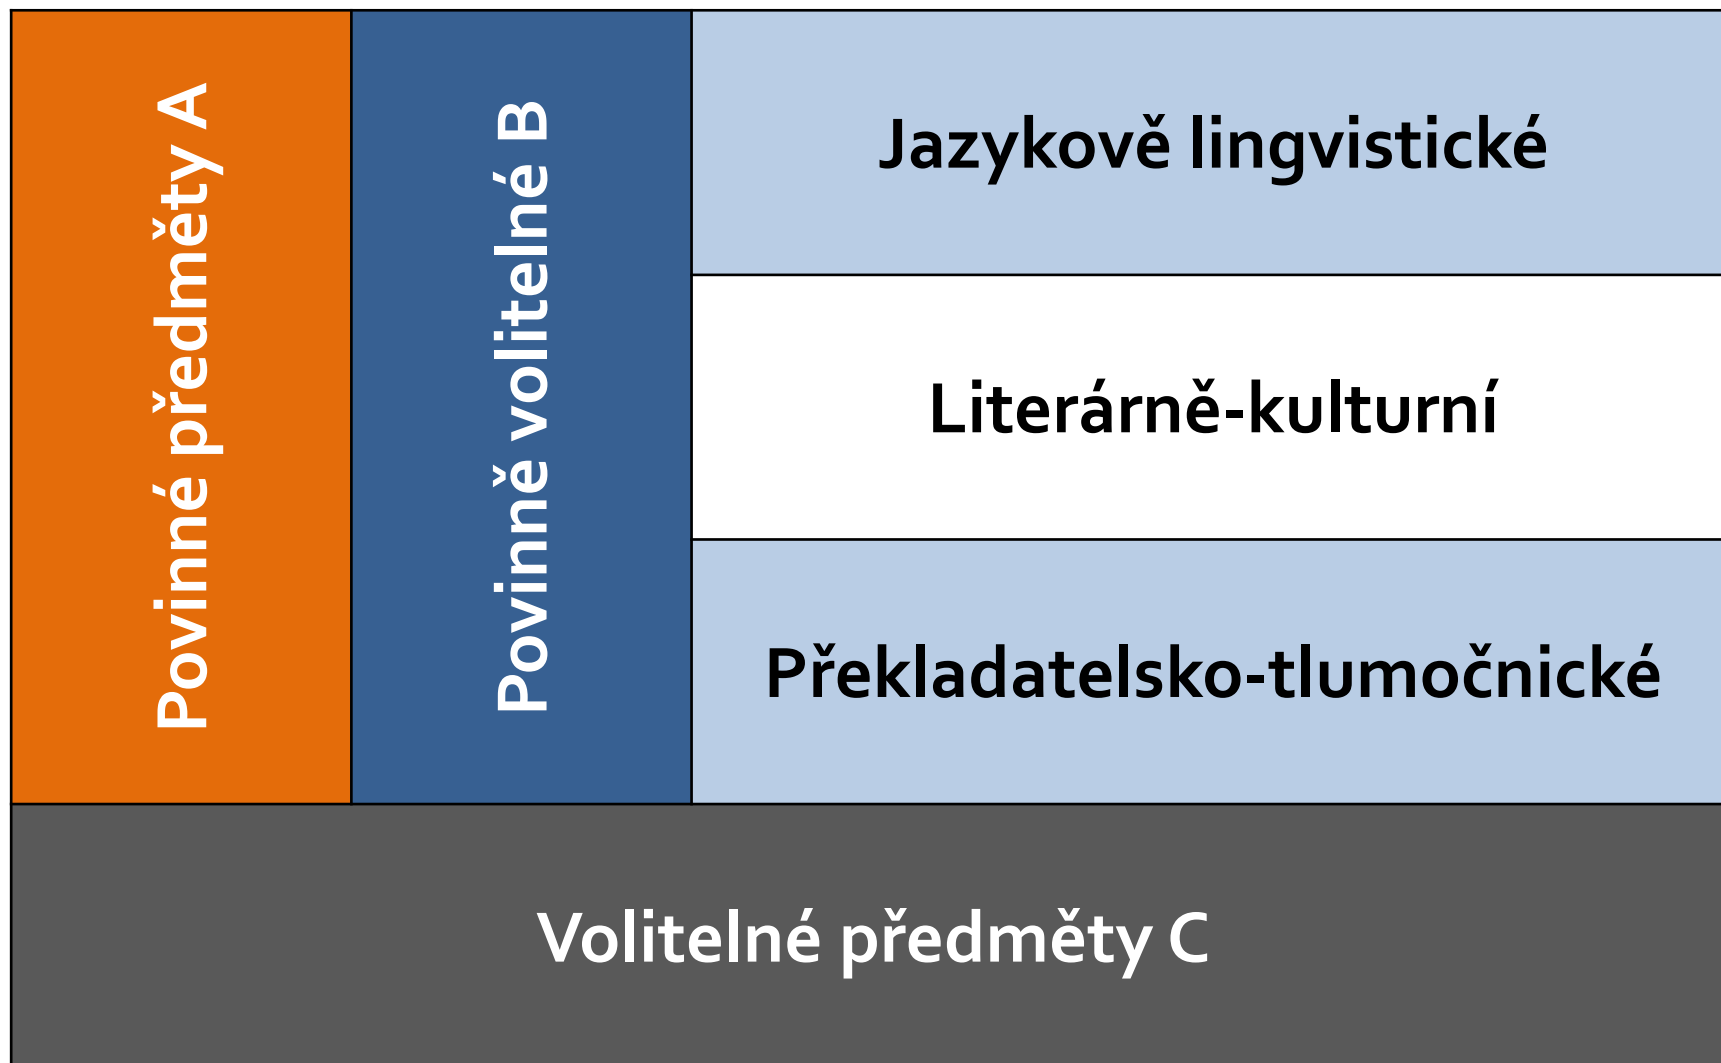 Povinné předměty A
Povinně volitelné B
Jazykově lingvistické
Literárně-kulturní
Překladatelsko-tlumočnické
Volitelné předměty C